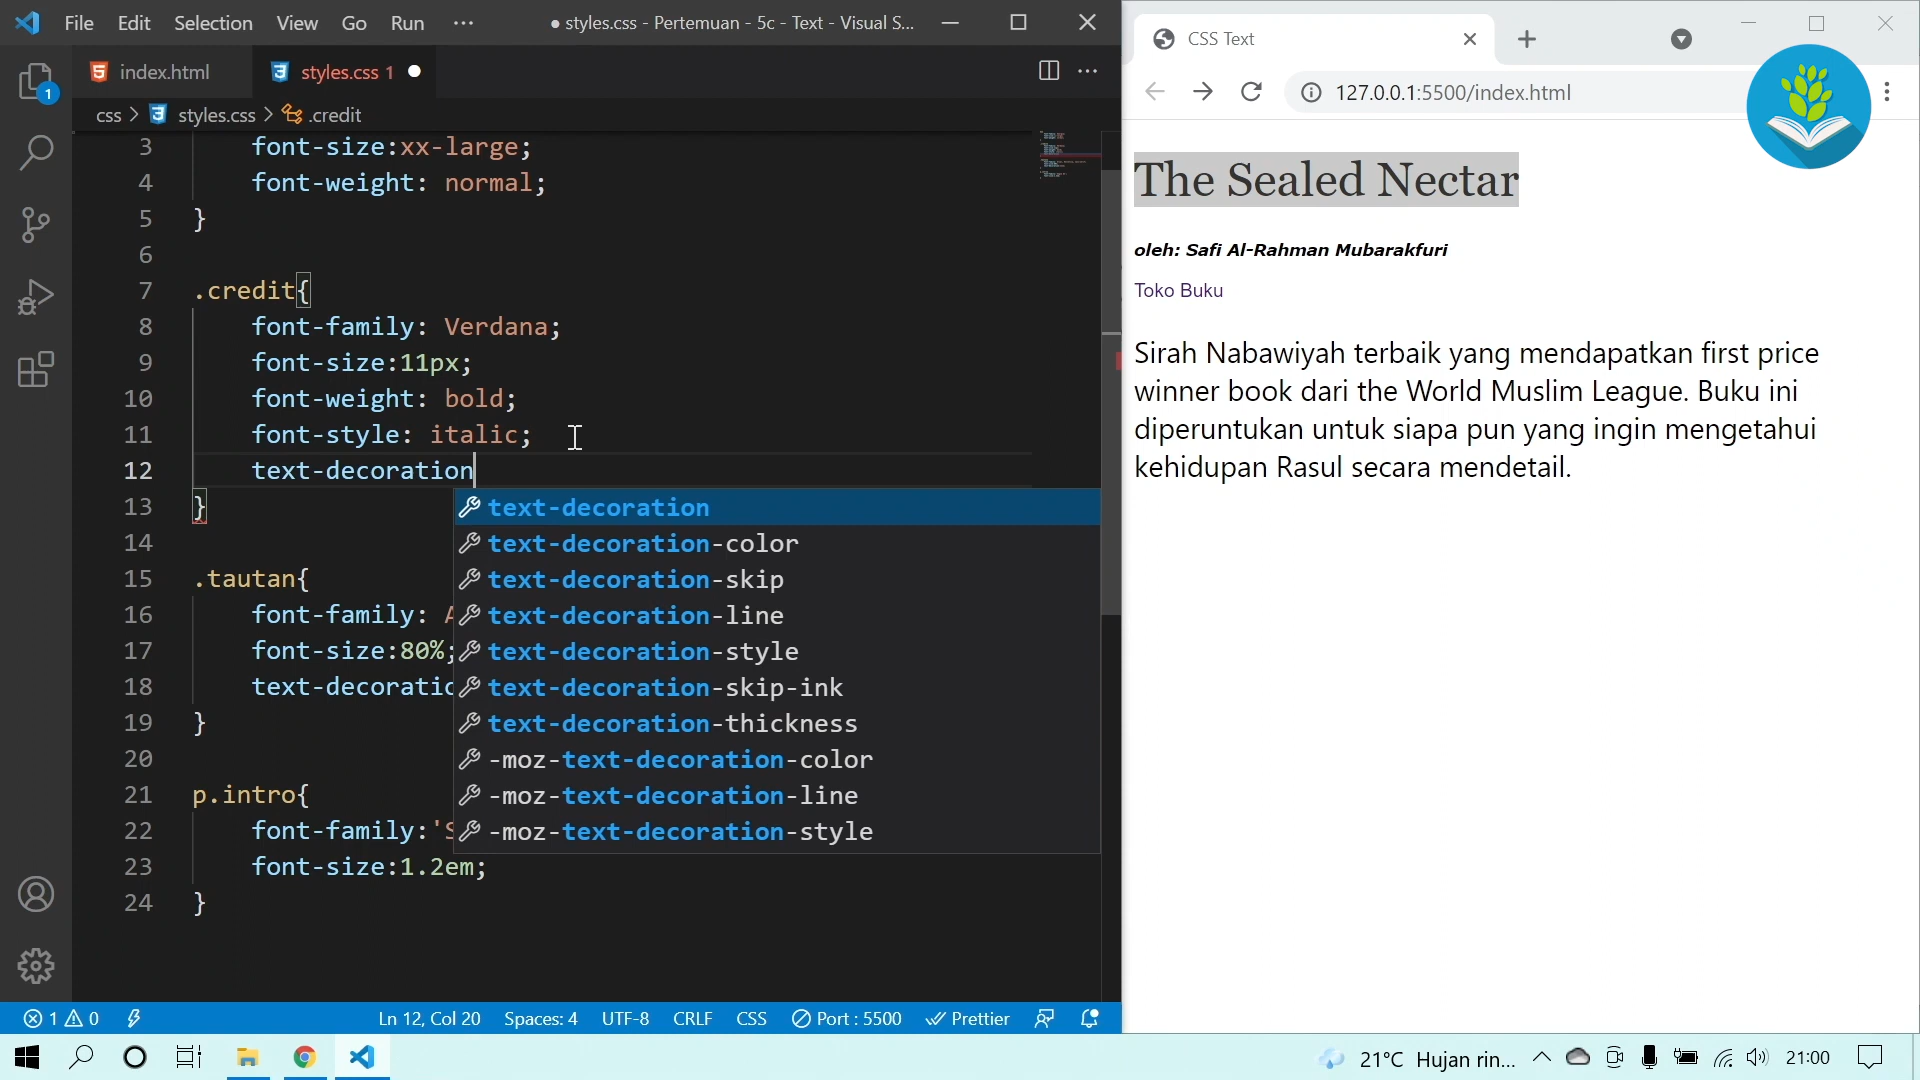 File Edit Selection View Go Run ··· ● styles.css - Pertemuan - 5c - Text - Visual S...
index.html styles.css 1
css > styles.css > .credit
3 font-size:xx-large;
4 font-weight: normal;
5 }
6
7 .credit{
8 font-family: Verdana;
9 font-size:11px;
10 font-weight: bold;
11 font-style: italic;
12 text-decoration
13 }
14
15 .tautan{
16 font-family: A
17 font-size:80%;
18 text-decoratio
19 }
20
21 p.intro{
22 font-family:'S
23 font-size:1.2em;
24 }
text-decoration
text-decoration-color
text-decoration-skip
text-decoration-line
text-decoration-style
text-decoration-skip-ink
text-decoration-thickness
-moz-text-decoration-color
-moz-text-decoration-line
-moz-text-decoration-style
1
1 0 Ln 12, Col 20 Spaces: 4 UTF-8 CRLF CSS Port : 5500 Prettier
CSS Text
127.0.0.1:5500/index.html
The Sealed Nectar
oleh: Safi Al-Rahman Mubarakfuri
Toko Buku
Sirah Nabawiyah terbaik yang mendapatkan first price
winner book dari the World Muslim League. Buku ini
diperuntukan untuk siapa pun yang ingin mengetahui
kehidupan Rasul secara mendetail.
21°C Hujan rin... 21:00